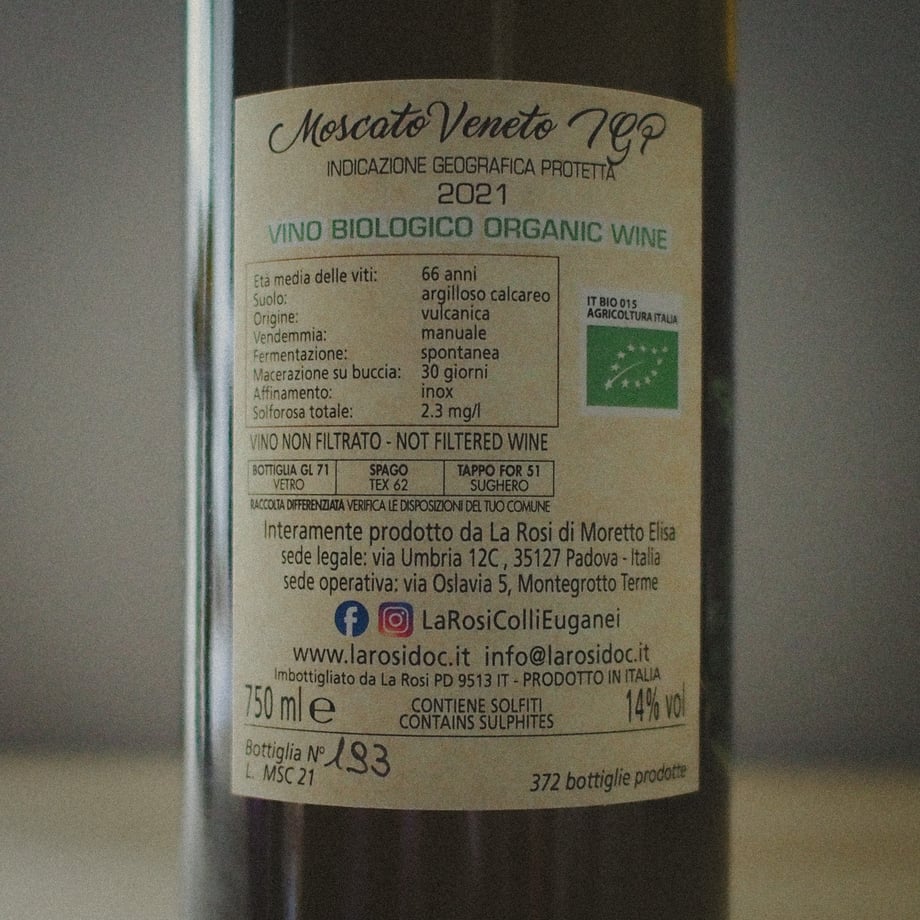 Moscato Veneto IGP
INDICAZIONE GEOGRAFICA PROTETTA
2021
VINO BIOLOGICO ORGANIC WINE
Età media delle viti: 66 anni
Suolo: argilloso calcareo
Origine: vulcanica
Vendemmia: manuale
Fermentazione: spontanea
Macerazione su buccia: 30 giorni
Affinamento: inox
Solforosa totale: 2.3 mg/l
IT BIO 015
AGRICOLTURA ITALIA
VINO NON FILTRATO - NOT FILTERED WINE
BOTTIGLIA GL 71 SPAGO TAPPO FOR 51
VETRO TEX 62 SUGHERO
RACCOLTA DIFFERENZIATA VERIFICA LE DISPOSIZIONI DEL TUO COMUNE
Interamente prodotto da La Rosi di Moretto Elisa
sede legale: via Umbria 12C , 35127 Padova - Italia
sede operativa: via Oslavia 5, Montegrotto Terme
LaRosiColliEuganei
www.larosidoc.it info@larosidoc.it
Imbottigliato da La Rosi PD 9513 IT - PRODOTTO IN ITALIA
750 ml e CONTIENE SOLFITI 14% vol
CONTAINS SULPHITES
Bottiglia N° 193
L. MSC 21 372 bottiglie prodotte